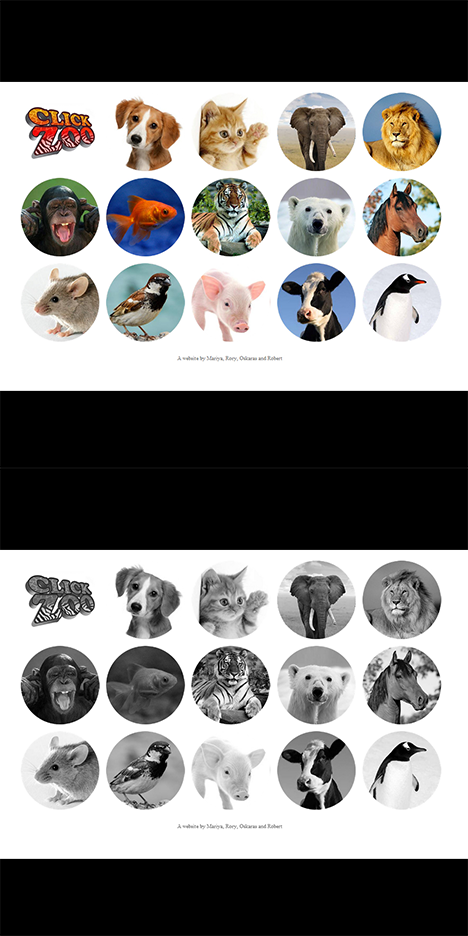 CLICK
ZOO
A website by Mariya, Rory, Oskaras and Robert
CLICK
ZOO
A website by Mariya, Rory, Oskaras and Robert